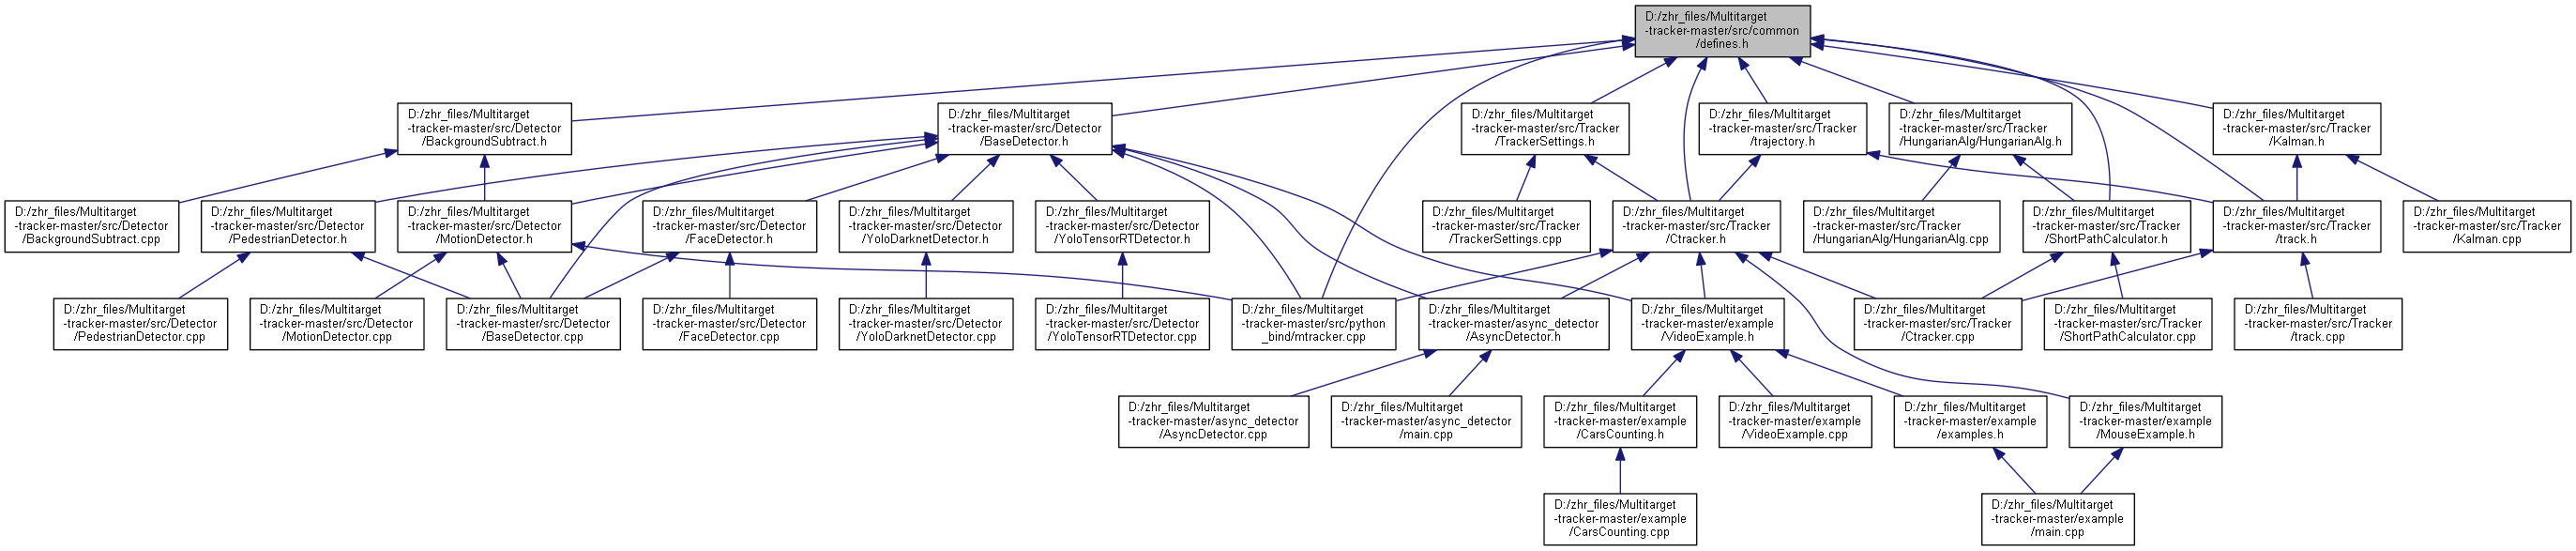 D:/zhr_files/Multitarget
-tracker-master/src/common
/defines.h
D:/zhr_files/Multitarget
-tracker-master/src/Detector
/BackgroundSubtract.h
D:/zhr_files/Multitarget
-tracker-master/src/Detector
/BaseDetector.h
D:/zhr_files/Multitarget
-tracker-master/src/Tracker
/TrackerSettings.h
D:/zhr_files/Multitarget
-tracker-master/src/Tracker
/trajectory.h
D:/zhr_files/Multitarget
-tracker-master/src/Tracker
/HungarianAlg/HungarianAlg.h
D:/zhr_files/Multitarget
-tracker-master/src/Tracker
/Kalman.h
D:/zhr_files/Multitarget
-tracker-master/src/Detector
/BackgroundSubtract.cpp
D:/zhr_files/Multitarget
-tracker-master/src/Detector
/PedestrianDetector.h
D:/zhr_files/Multitarget
-tracker-master/src/Detector
/MotionDetector.h
D:/zhr_files/Multitarget
-tracker-master/src/Detector
/FaceDetector.h
D:/zhr_files/Multitarget
-tracker-master/src/Detector
/YoloDarknetDetector.h
D:/zhr_files/Multitarget
-tracker-master/src/Detector
/YoloTensorRTDetector.h
D:/zhr_files/Multitarget
-tracker-master/src/Tracker
/TrackerSettings.cpp
D:/zhr_files/Multitarget
-tracker-master/src/Tracker
/Ctracker.h
D:/zhr_files/Multitarget
-tracker-master/src/Tracker
/HungarianAlg/HungarianAlg.cpp
D:/zhr_files/Multitarget
-tracker-master/src/Tracker
/ShortPathCalculator.h
D:/zhr_files/Multitarget
-tracker-master/src/Tracker
/track.h
D:/zhr_files/Multitarget
-tracker-master/src/Tracker
/Kalman.cpp
D:/zhr_files/Multitarget
-tracker-master/src/Detector
/PedestrianDetector.cpp
D:/zhr_files/Multitarget
-tracker-master/src/Detector
/MotionDetector.cpp
D:/zhr_files/Multitarget
-tracker-master/src/Detector
/BaseDetector.cpp
D:/zhr_files/Multitarget
-tracker-master/src/Detector
/FaceDetector.cpp
D:/zhr_files/Multitarget
-tracker-master/src/Detector
/YoloDarknetDetector.cpp
D:/zhr_files/Multitarget
-tracker-master/src/Detector
/YoloTensorRTDetector.cpp
D:/zhr_files/Multitarget
-tracker-master/src/python
_bind/mtracker.cpp
D:/zhr_files/Multitarget
-tracker-master/async_detector
/AsyncDetector.h
D:/zhr_files/Multitarget
-tracker-master/example
/VideoExample.h
D:/zhr_files/Multitarget
-tracker-master/src/Tracker
/Ctracker.cpp
D:/zhr_files/Multitarget
-tracker-master/src/Tracker
/ShortPathCalculator.cpp
D:/zhr_files/Multitarget
-tracker-master/src/Tracker
/track.cpp
D:/zhr_files/Multitarget
-tracker-master/async_detector
/AsyncDetector.cpp
D:/zhr_files/Multitarget
-tracker-master/async_detector
/main.cpp
D:/zhr_files/Multitarget
-tracker-master/example
/CarsCounting.h
D:/zhr_files/Multitarget
-tracker-master/example
/VideoExample.cpp
D:/zhr_files/Multitarget
-tracker-master/example
/examples.h
D:/zhr_files/Multitarget
-tracker-master/example
/MouseExample.h
D:/zhr_files/Multitarget
-tracker-master/example
/CarsCounting.cpp
D:/zhr_files/Multitarget
-tracker-master/example
/main.cpp